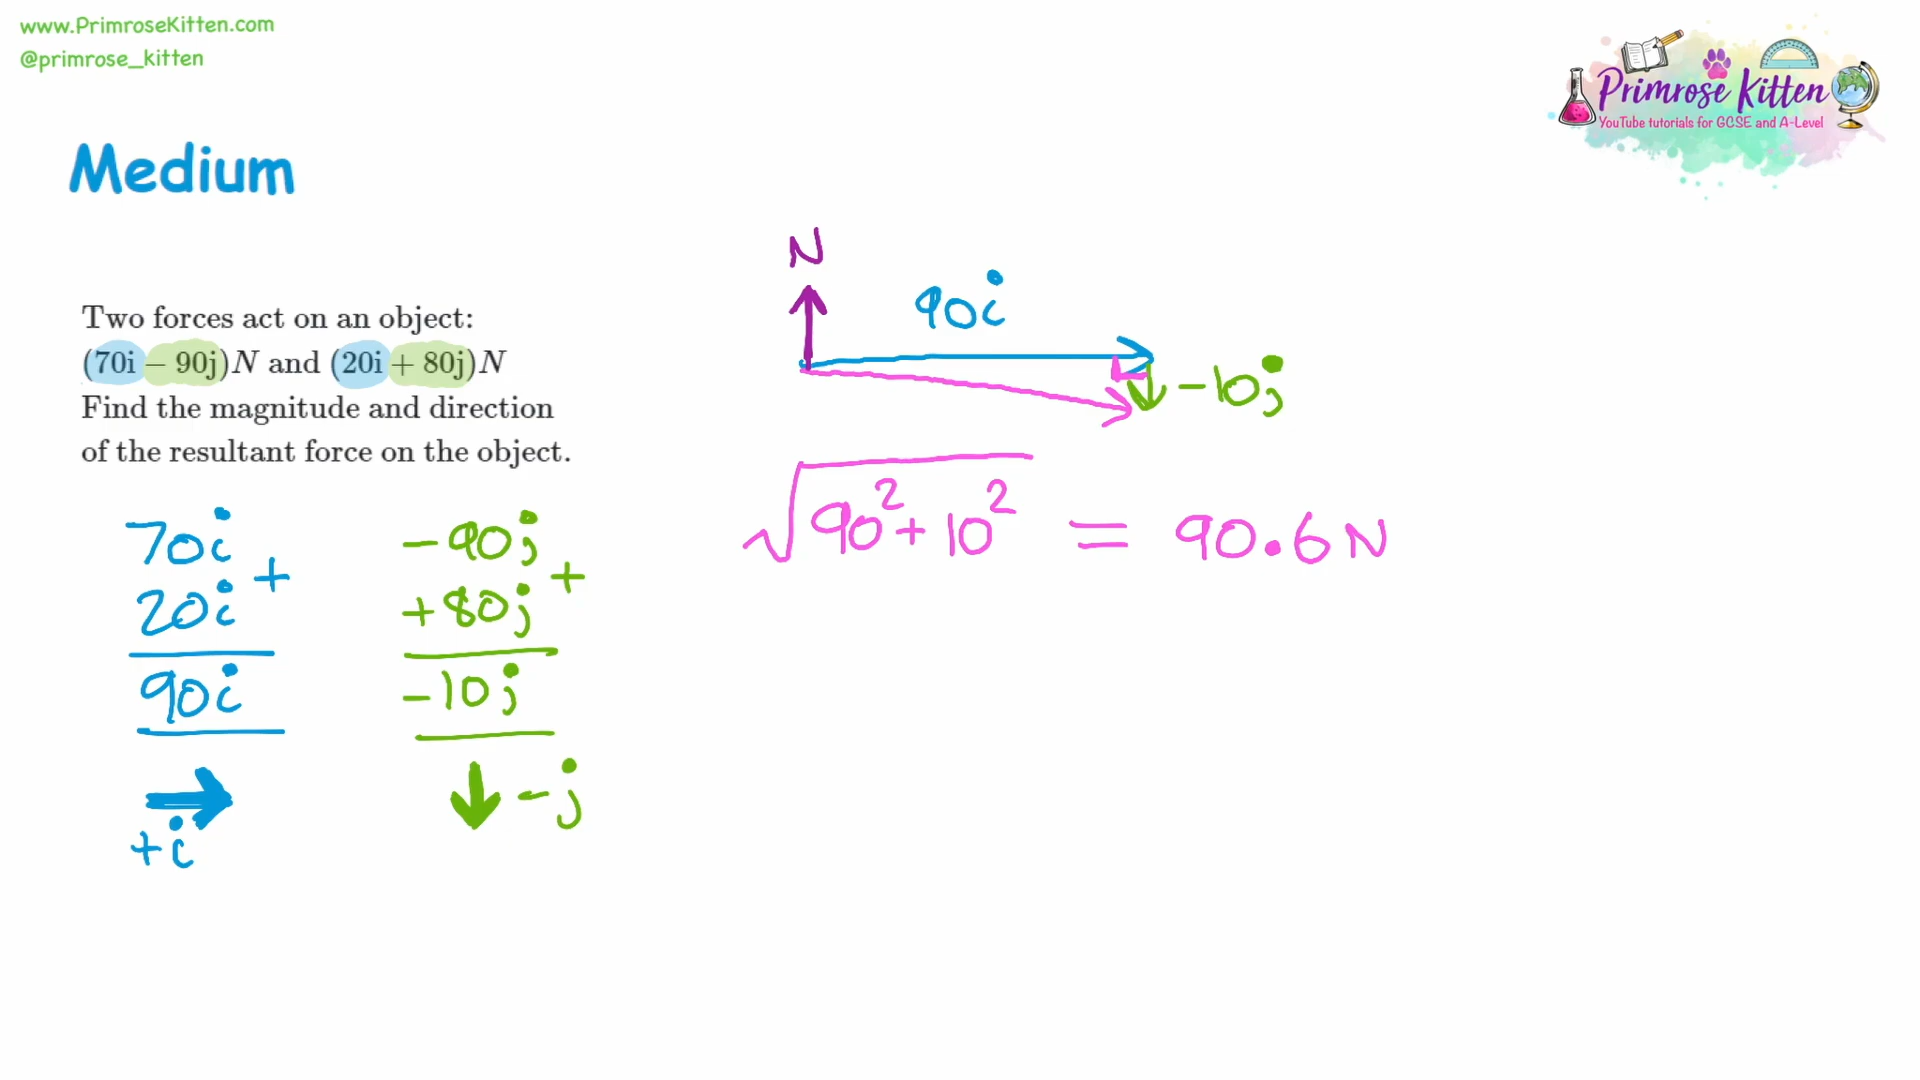 www.PrimroseKitten.com
@primrose_kitten
Primrose Kitten
YouTube tutorials for GCSE and A-Level
Medium
Two forces act on an object:
(70i − 90j)N and (20i + 80j)N
Find the magnitude and direction
of the resultant force on the object.
70i
20i +
90i
+i
-90j
+80j +
-10j
-j
N
90i
-10j
√90²+10² = 90.6N